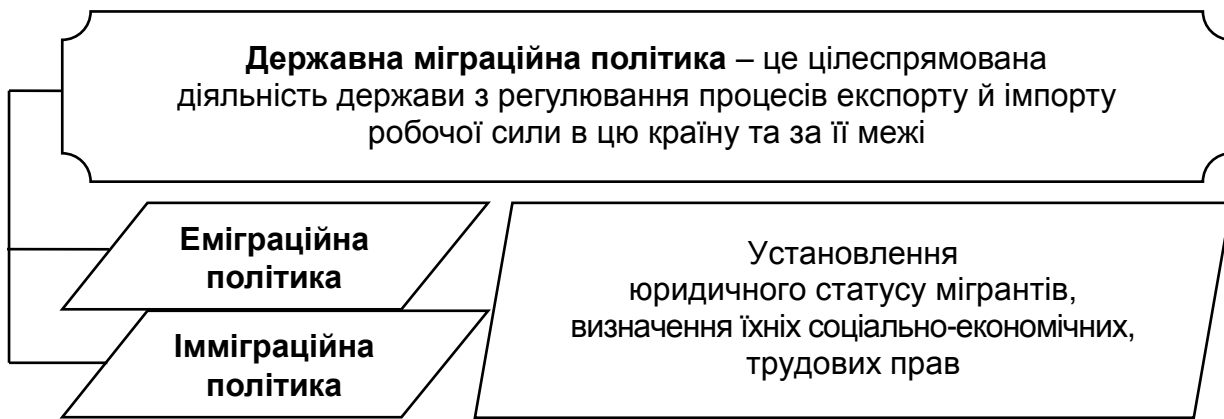 Державна міграційна політика – це цілеспрямована
діяльність держави з регулювання процесів експорту й імпорту
робочої сили в цю країну та за її межі
Еміграційна
політика
Імміграційна
політика
Установлення
юридичного статусу мігрантів,
визначення їхніх соціально-економічних,
трудових прав